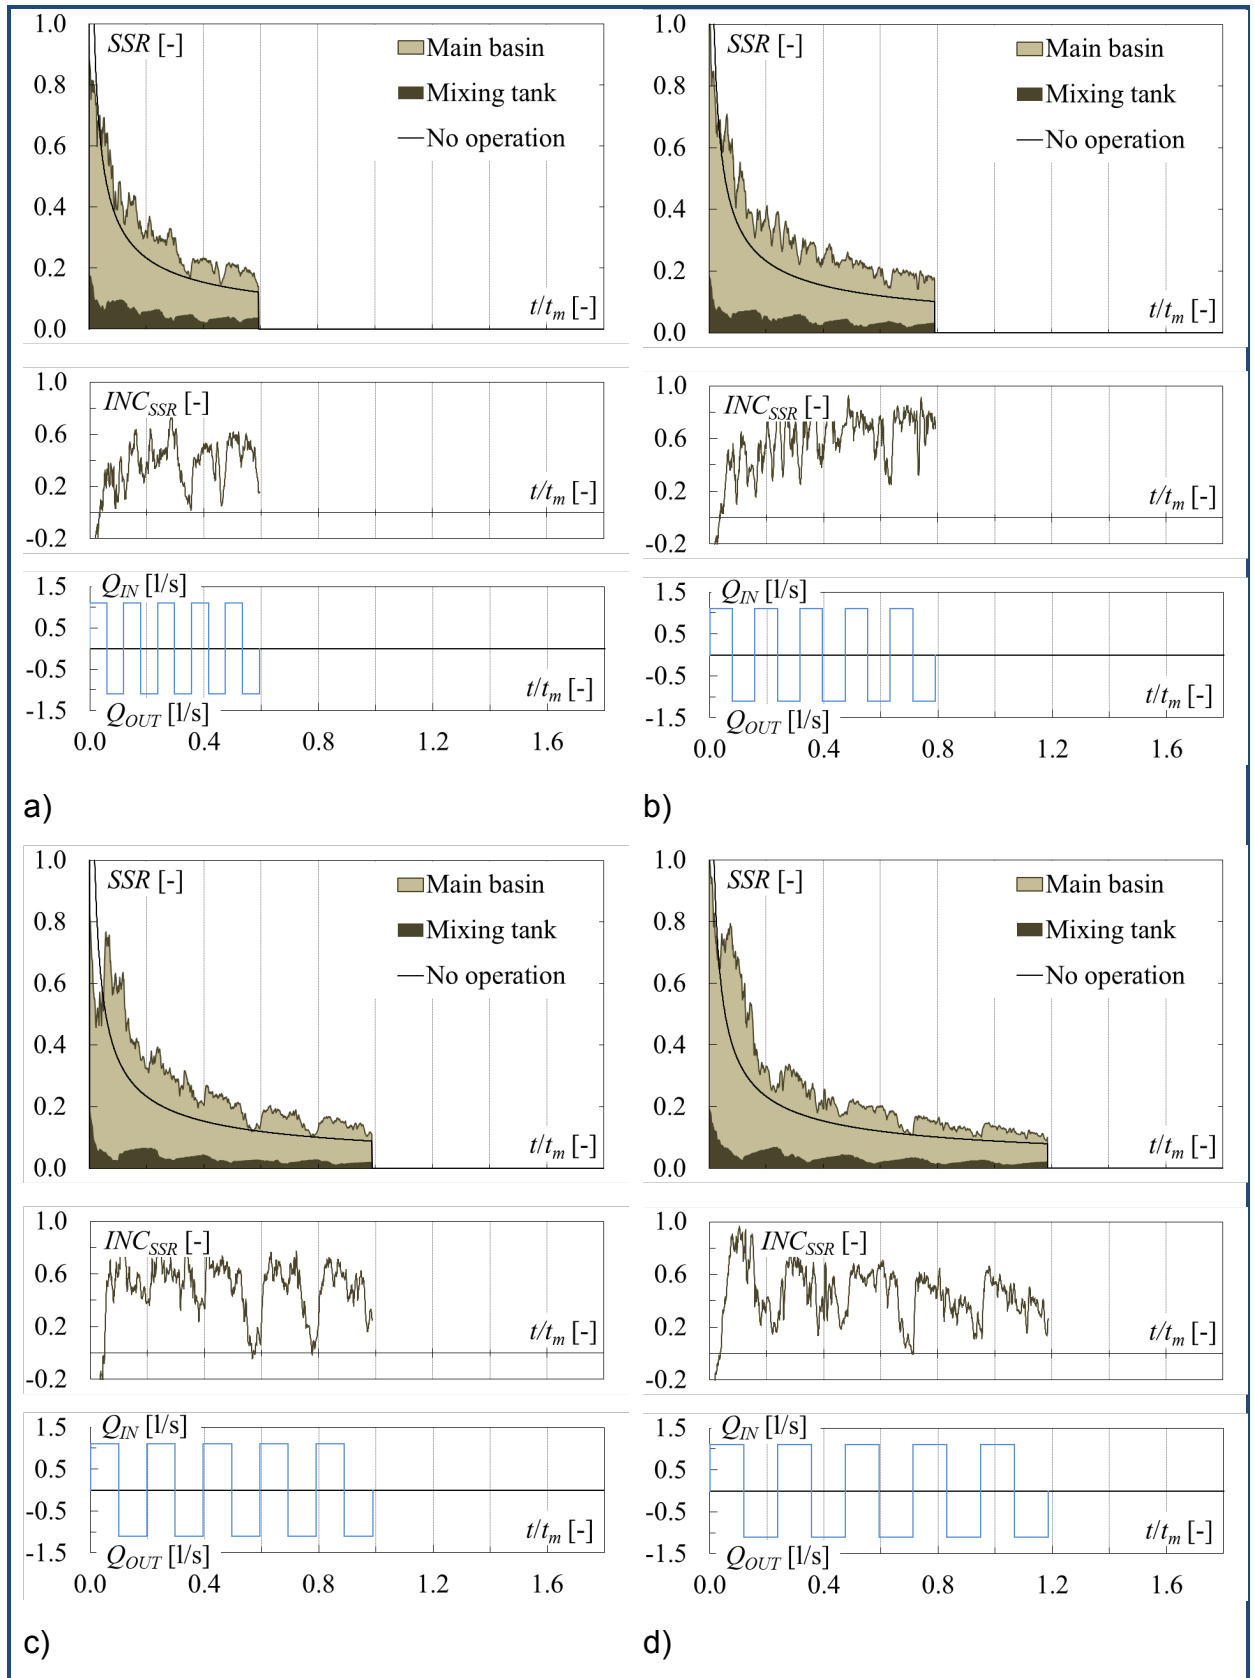 1.0
SSR [-]
0.8
0.6
0.4
0.2
0.0
Main basin
Mixing tank
No operation
t/tm [-]
1.0
INCSSR [-]
0.6
0.2
-0.2
t/tm [-]
1.5
QIN [l/s]
0.5
-0.5
-1.5
QOUT [l/s]
t/tm [-]
0.0 0.4 0.8 1.2 1.6
a)
1.0
SSR [-]
0.8
0.6
0.4
0.2
0.0
Main basin
Mixing tank
No operation
t/tm [-]
1.0
INCSSR [-]
0.6
0.2
-0.2
t/tm [-]
1.5
QIN [l/s]
0.5
-0.5
-1.5
QOUT [l/s]
t/tm [-]
0.0 0.4 0.8 1.2 1.6
b)
1.0
SSR [-]
0.8
0.6
0.4
0.2
0.0
Main basin
Mixing tank
No operation
t/tm [-]
1.0
INCSSR [-]
0.6
0.2
-0.2
t/tm [-]
1.5
QIN [l/s]
0.5
-0.5
-1.5
QOUT [l/s]
t/tm [-]
0.0 0.4 0.8 1.2 1.6
c)
1.0
SSR [-]
0.8
0.6
0.4
0.2
0.0
Main basin
Mixing tank
No operation
t/tm [-]
1.0
INCSSR [-]
0.6
0.2
-0.2
t/tm [-]
1.5
QIN [l/s]
0.5
-0.5
-1.5
QOUT [l/s]
t/tm [-]
0.0 0.4 0.8 1.2 1.6
d)